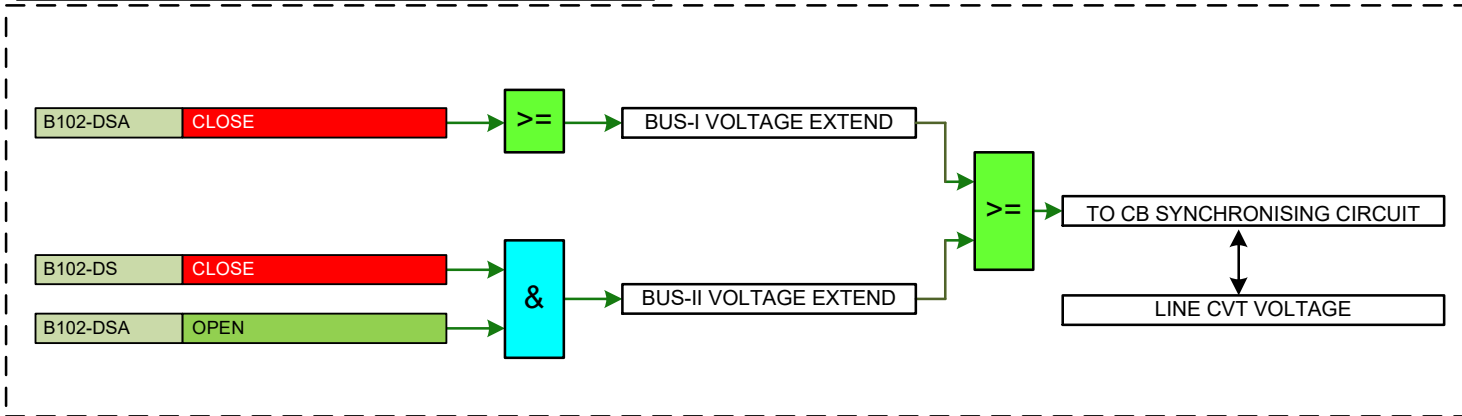 B102-DSA CLOSE
>=
BUS-I VOLTAGE EXTEND
>=
TO CB SYNCHRONISING CIRCUIT
B102-DS CLOSE
&
BUS-II VOLTAGE EXTEND
LINE CVT VOLTAGE
B102-DSA OPEN